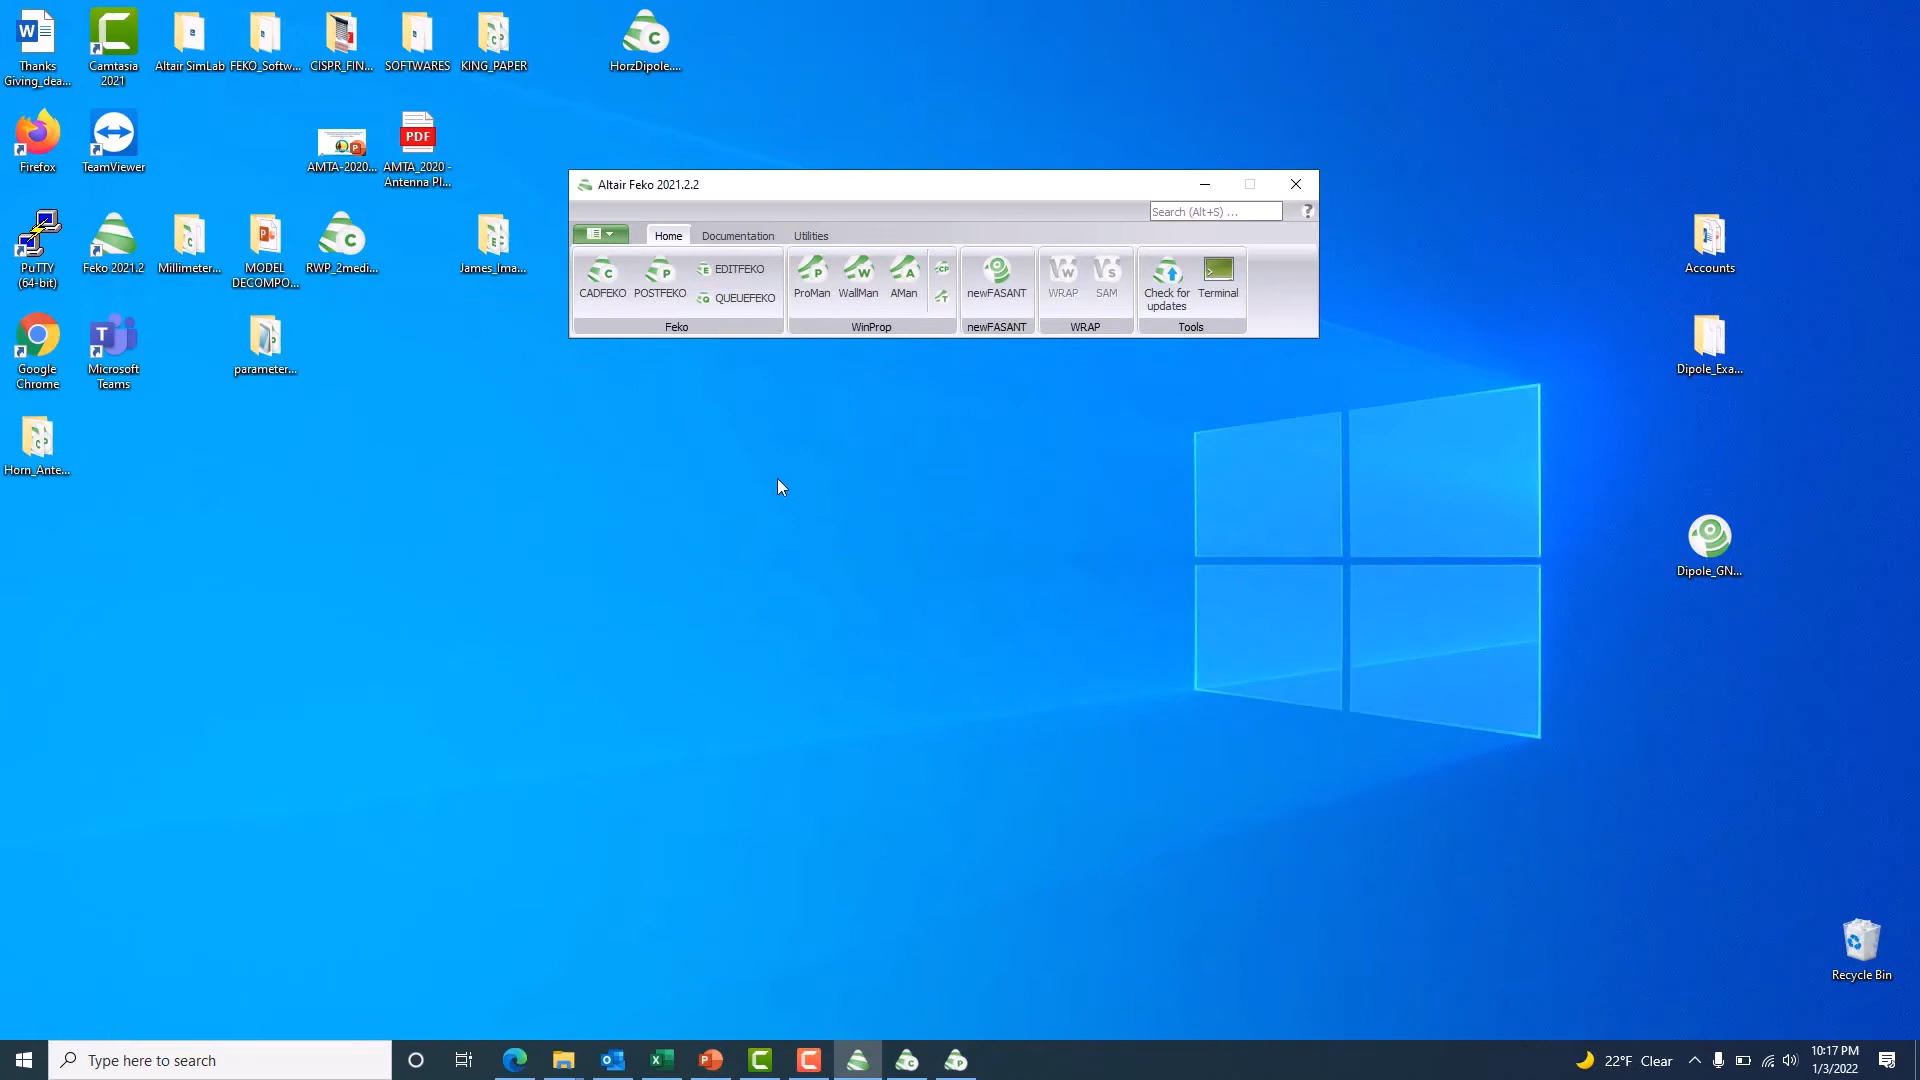 Thanks
Giving_dea...
Camtasia
2021
Altair SimLab
FEKO_Softw...
CISPR_FIN...
SOFTWARES
KING_PAPER
HorzDipole....
Firefox
TeamViewer
AMTA-2020...
PDF
AMTA_2020 -
Antenna Pl...
PuTTY
(64-bit)
Feko 2021.2
Millimeter...
MODEL
DECOMPO...
RWP_2medi...
James_Ima...
Google
Chrome
Microsoft
Teams
parameter...
Horn_Ante...
Altair Feko 2021.2.2
Search (Alt+S) ...
Home
Documentation
Utilities
CADFEKO
POSTFEKO
EDITFEKO
QUEUEFEKO
Feko
ProMan
WallMan
AMan
WinProp
newFASANT
newFASANT
WRAP
SAM
WRAP
Check for
updates
Terminal
Tools
Accounts
Dipole_Exa...
Dipole_GN...
Recycle Bin
Type here to search
22°F Clear
10:17 PM
1/3/2022